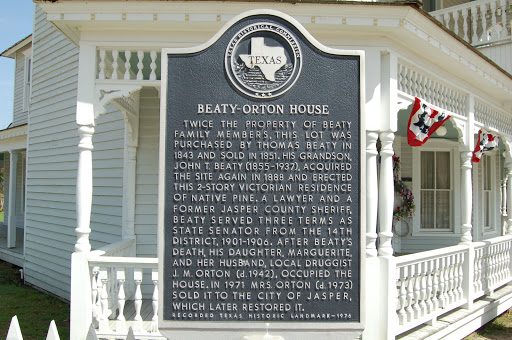 TEXAS HISTORICAL COMMISSION
TEXAS
BEATY-ORTON HOUSE
TWICE THE PROPERTY OF BEATY
FAMILY MEMBERS, THIS LOT WAS
PURCHASED BY THOMAS BEATY IN
1843 AND SOLD IN 1851. HIS GRANDSON,
JOHN T. BEATY (1855-1937), ACQUIRED
THE SITE AGAIN IN 1888 AND ERECTED
THIS 2-STORY VICTORIAN RESIDENCE
OF NATIVE PINE. A LAWYER AND A
FORMER JASPER COUNTY SHERIFF,
BEATY SERVED THREE TERMS AS
STATE SENATOR FROM THE 14TH
DISTRICT, 1901-1906. AFTER BEATY'S
DEATH, HIS DAUGHTER, MARGUERITE,
AND HER HUSBAND, LOCAL DRUGGIST
J. M. ORTON (d.1942), OCCUPIED THE
HOUSE. IN 1971 MRS. ORTON (d.1973)
SOLD IT TO THE CITY OF JASPER,
WHICH LATER RESTORED IT.
RECORDED TEXAS HISTORIC LANDMARK-1976